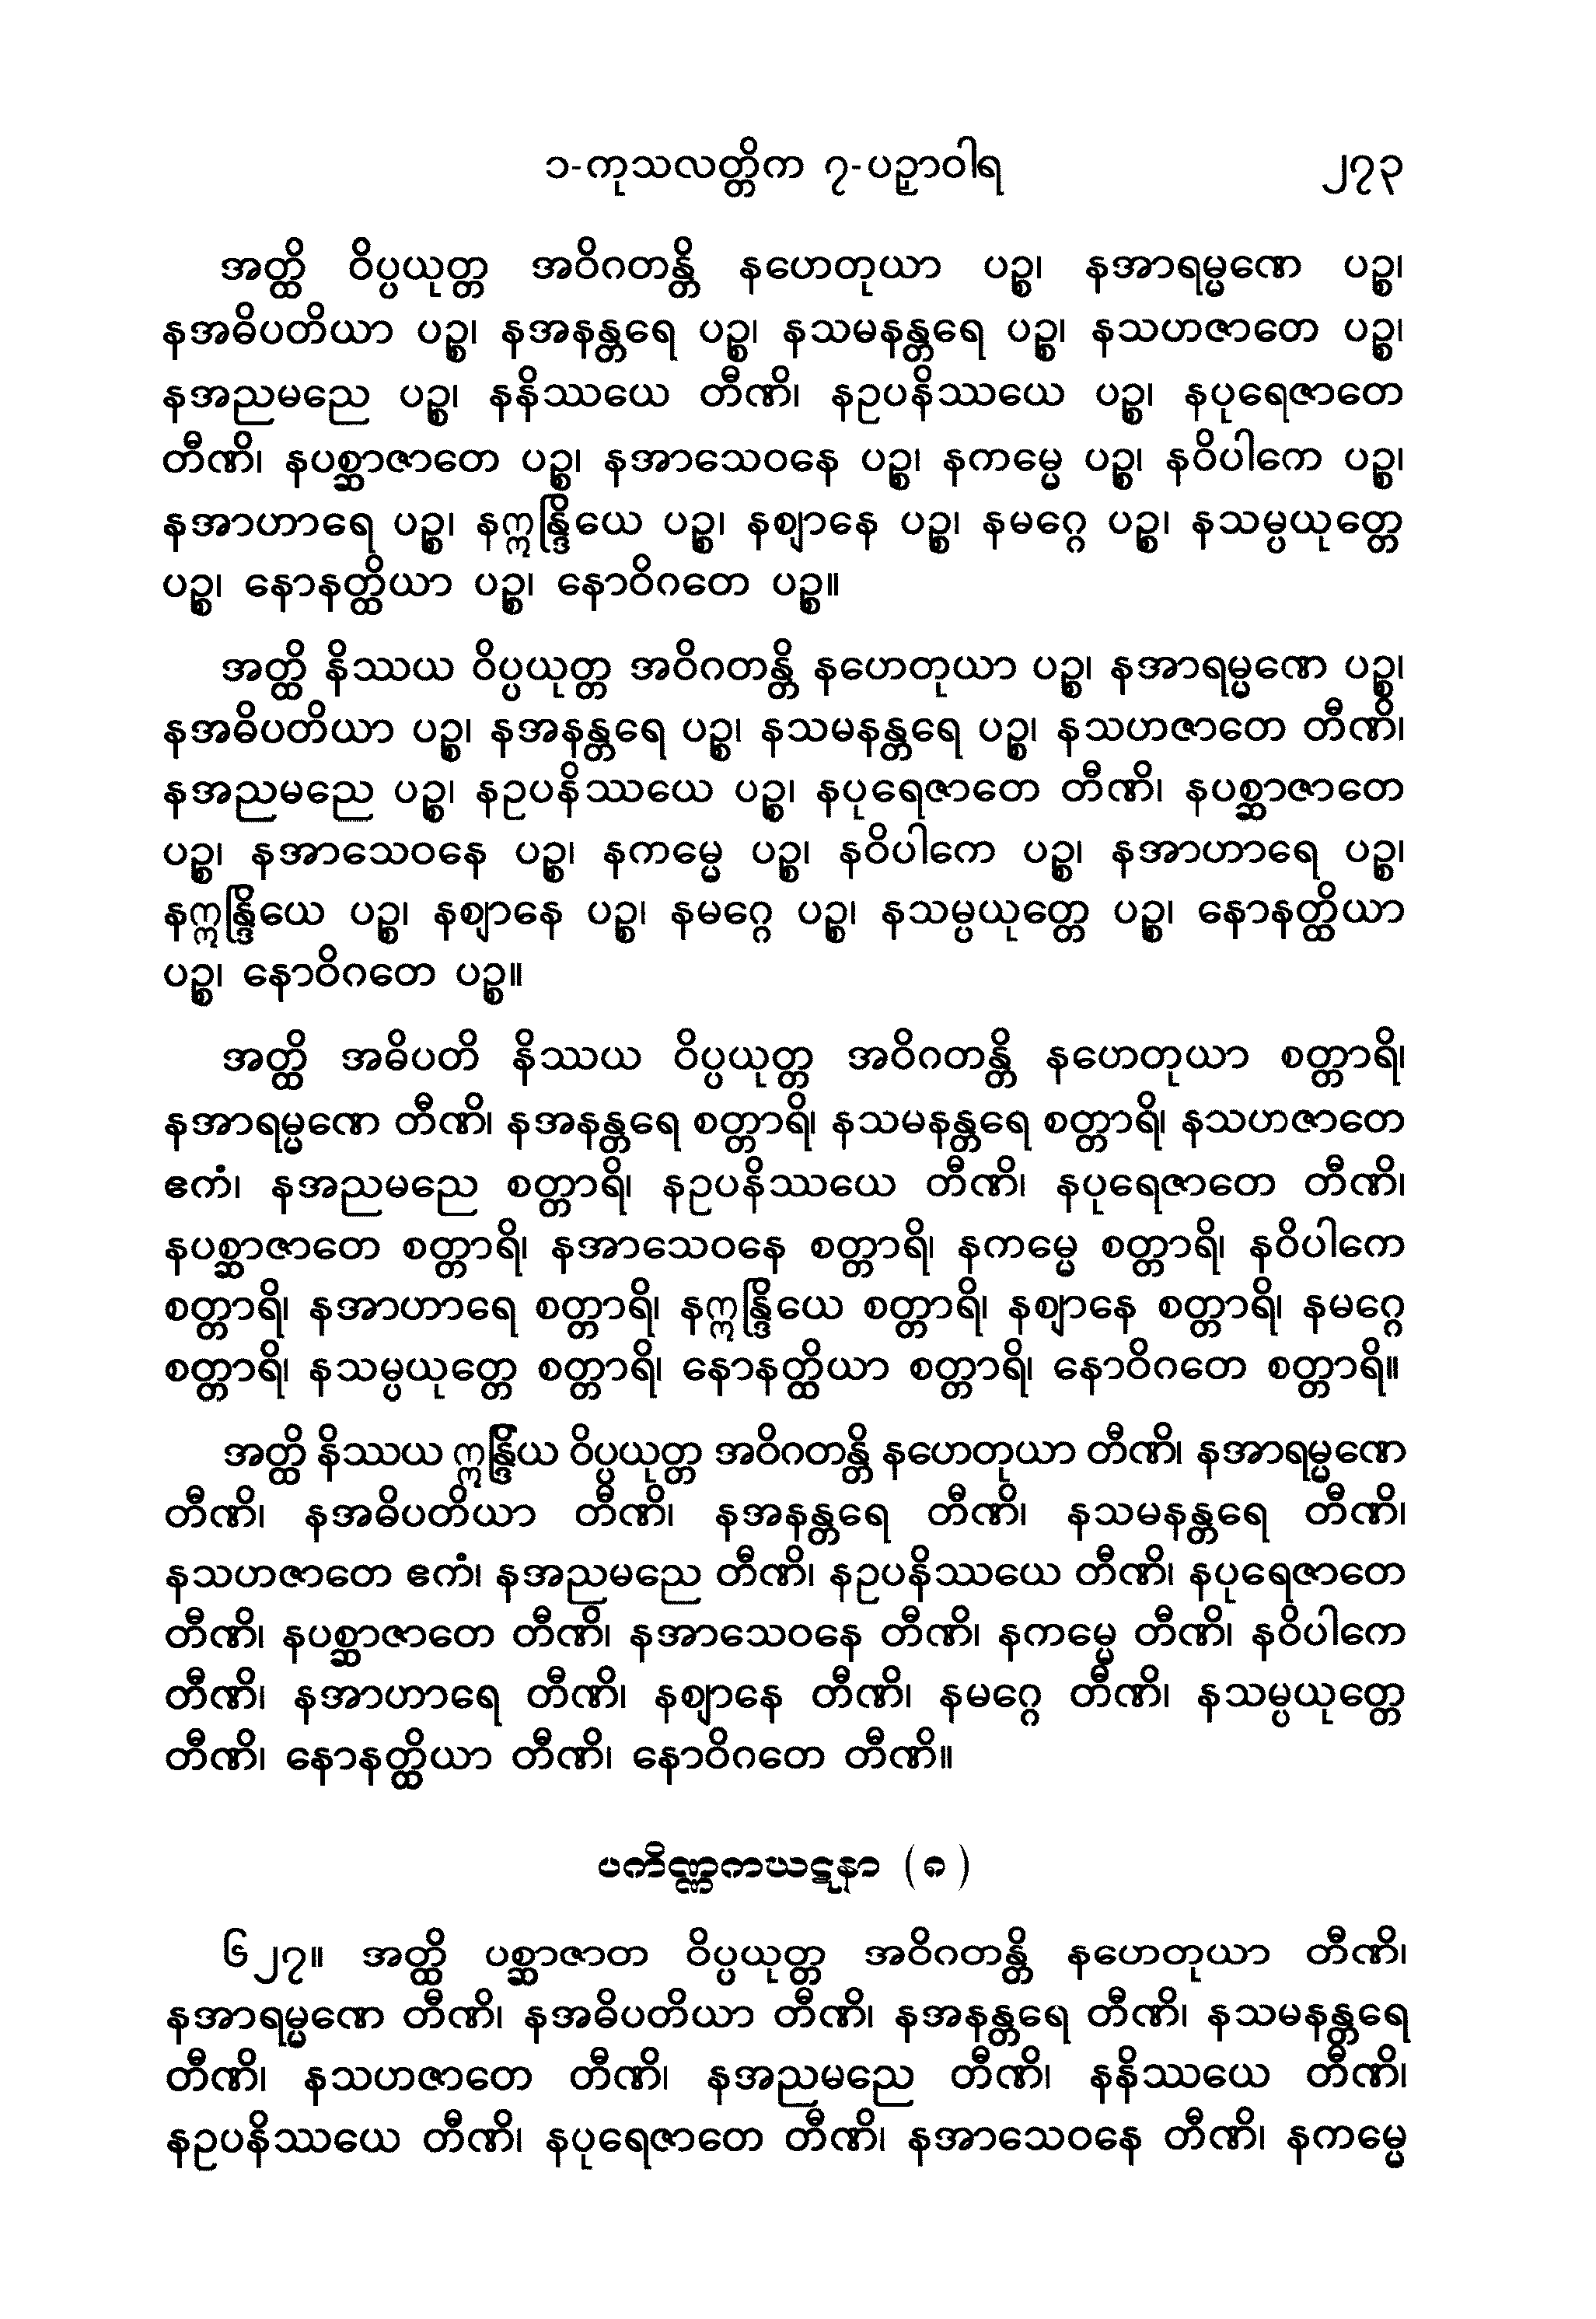 ၁-ကုသလတ္တိက ၇-ပဉှာဝါရ ၂၇၃
အတ္ထိ ဝိပ္ပယုတ္တ အဝိဂတန္တိ နဟေတုယာ ပဉ္စ၊ နအာရမ္မဏေ ပဉ္စ၊
နအဓိပတိယာ ပဉ္စ၊ နအနန္တရေ ပဉ္စ၊ နသမနန္တရေ ပဉ္စ၊ နသဟဇာတေ ပဉ္စ၊
နအညမညေ ပဉ္စ၊ နနိဿယေ တီဏိ၊ နဥပနိဿယေ ပဉ္စ၊ နပုရေဇာတေ
တီဏိ၊ နပစ္ဆာဇာတေ ပဉ္စ၊ နအာသေဝနေ ပဉ္စ၊ နကမ္မေ ပဉ္စ၊ နဝိပါကေ ပဉ္စ၊
နအာဟာရေ ပဉ္စ၊ နဣန္ဒြိယေ ပဉ္စ၊ နဈာနေ ပဉ္စ၊ နမဂ္ဂေ ပဉ္စ၊ နသမ္ပယုတ္တေ
ပဉ္စ၊ နောနတ္ထိယာ ပဉ္စ၊ နောဝိဂတေ ပဉ္စ။
အတ္ထိ နိဿယ ဝိပ္ပယုတ္တ အဝိဂတန္တိ နဟေတုယာ ပဉ္စ၊ နအာရမ္မဏေ ပဉ္စ၊
နအဓိပတိယာ ပဉ္စ၊ နအနန္တရေ ပဉ္စ၊ နသမနန္တရေ ပဉ္စ၊ နသဟဇာတေ တီဏိ၊
နအညမညေ ပဉ္စ၊ နဥပနိဿယေ ပဉ္စ၊ နပုရေဇာတေ တီဏိ၊ နပစ္ဆာဇာတေ
ပဉ္စ၊ နအာသေဝနေ ပဉ္စ၊ နကမ္မေ ပဉ္စ၊ နဝိပါကေ ပဉ္စ၊ နအာဟာရေ ပဉ္စ၊
နဣန္ဒြိယေ ပဉ္စ၊ နဈာနေ ပဉ္စ၊ နမဂ္ဂေ ပဉ္စ၊ နသမ္ပယုတ္တေ ပဉ္စ၊ နောနတ္ထိယာ
ပဉ္စ၊ နောဝိဂတေ ပဉ္စ။
အတ္ထိ အဓိပတိ နိဿယ ဝိပ္ပယုတ္တ အဝိဂတန္တိ နဟေတုယာ စတ္တာရိ၊
နအာရမ္မဏေ တီဏိ၊ နအနန္တရေ စတ္တာရိ၊ နသမနန္တရေ စတ္တာရိ၊ နသဟဇာတေ
ဧကံ၊ နအညမညေ စတ္တာရိ၊ နဥပနိဿယေ တီဏိ၊ နပုရေဇာတေ တီဏိ၊
နပစ္ဆာဇာတေ စတ္တာရိ၊ နအာသေဝနေ စတ္တာရိ၊ နကမ္မေ စတ္တာရိ၊ နဝိပါကေ
စတ္တာရိ၊ နအာဟာရေ စတ္တာရိ၊ နဣန္ဒြိယေ စတ္တာရိ၊ နဈာနေ စတ္တာရိ၊ နမဂ္ဂေ
စတ္တာရိ၊ နသမ္ပယုတ္တေ စတ္တာရိ၊ နောနတ္ထိယာ စတ္တာရိ၊ နောဝိဂတေ စတ္တာရိ။
အတ္ထိ နိဿယ ဣန္ဒြိယ ဝိပ္ပယုတ္တ အဝိဂတန္တိ နဟေတုယာ တီဏိ၊ နအာရမ္မဏေ
တီဏိ၊ နအဓိပတိယာ တီဏိ၊ နအနန္တရေ တီဏိ၊ နသမနန္တရေ တီဏိ၊
နသဟဇာတေ ဧကံ၊ နအညမညေ တီဏိ၊ နဥပနိဿယေ တီဏိ၊ နပုရေဇာတေ
တီဏိ၊ နပစ္ဆာဇာတေ တီဏိ၊ နအာသေဝနေ တီဏိ၊ နကမ္မေ တီဏိ၊ နဝိပါကေ
တီဏိ၊ နအာဟာရေ တီဏိ၊ နဈာနေ တီဏိ၊ နမဂ္ဂေ တီဏိ၊ နသမ္ပယုတ္တေ
တီဏိ၊ နောနတ္ထိယာ တီဏိ၊ နောဝိဂတေ တီဏိ။
ပကိဏ္ဏကဃဋနာ (၈)
၆၂၇။ အတ္ထိ ပစ္ဆာဇာတ ဝိပ္ပယုတ္တ အဝိဂတန္တိ နဟေတုယာ တီဏိ၊
နအာရမ္မဏေ တီဏိ၊ နအဓိပတိယာ တီဏိ၊ နအနန္တရေ တီဏိ၊ နသမနန္တရေ
တီဏိ၊ နသဟဇာတေ တီဏိ၊ နအညမညေ တီဏိ၊ နနိဿယေ တီဏိ၊
နဥပနိဿယေ တီဏိ၊ နပုရေဇာတေ တီဏိ၊ နအာသေဝနေ တီဏိ၊ နကမ္မေ